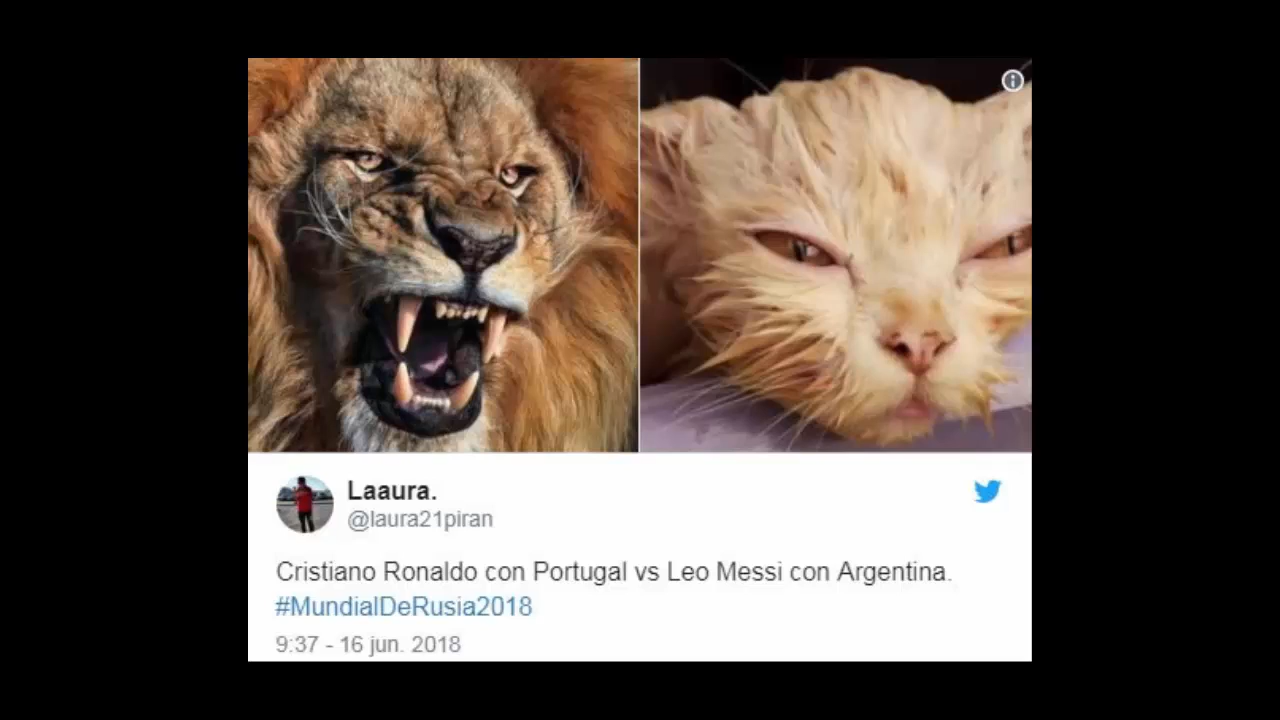 Laaura.
@laura21piran
Cristiano Ronaldo con Portugal vs Leo Messi con Argentina.
#MundialDeRusia2018
9:37 - 16 jun. 2018